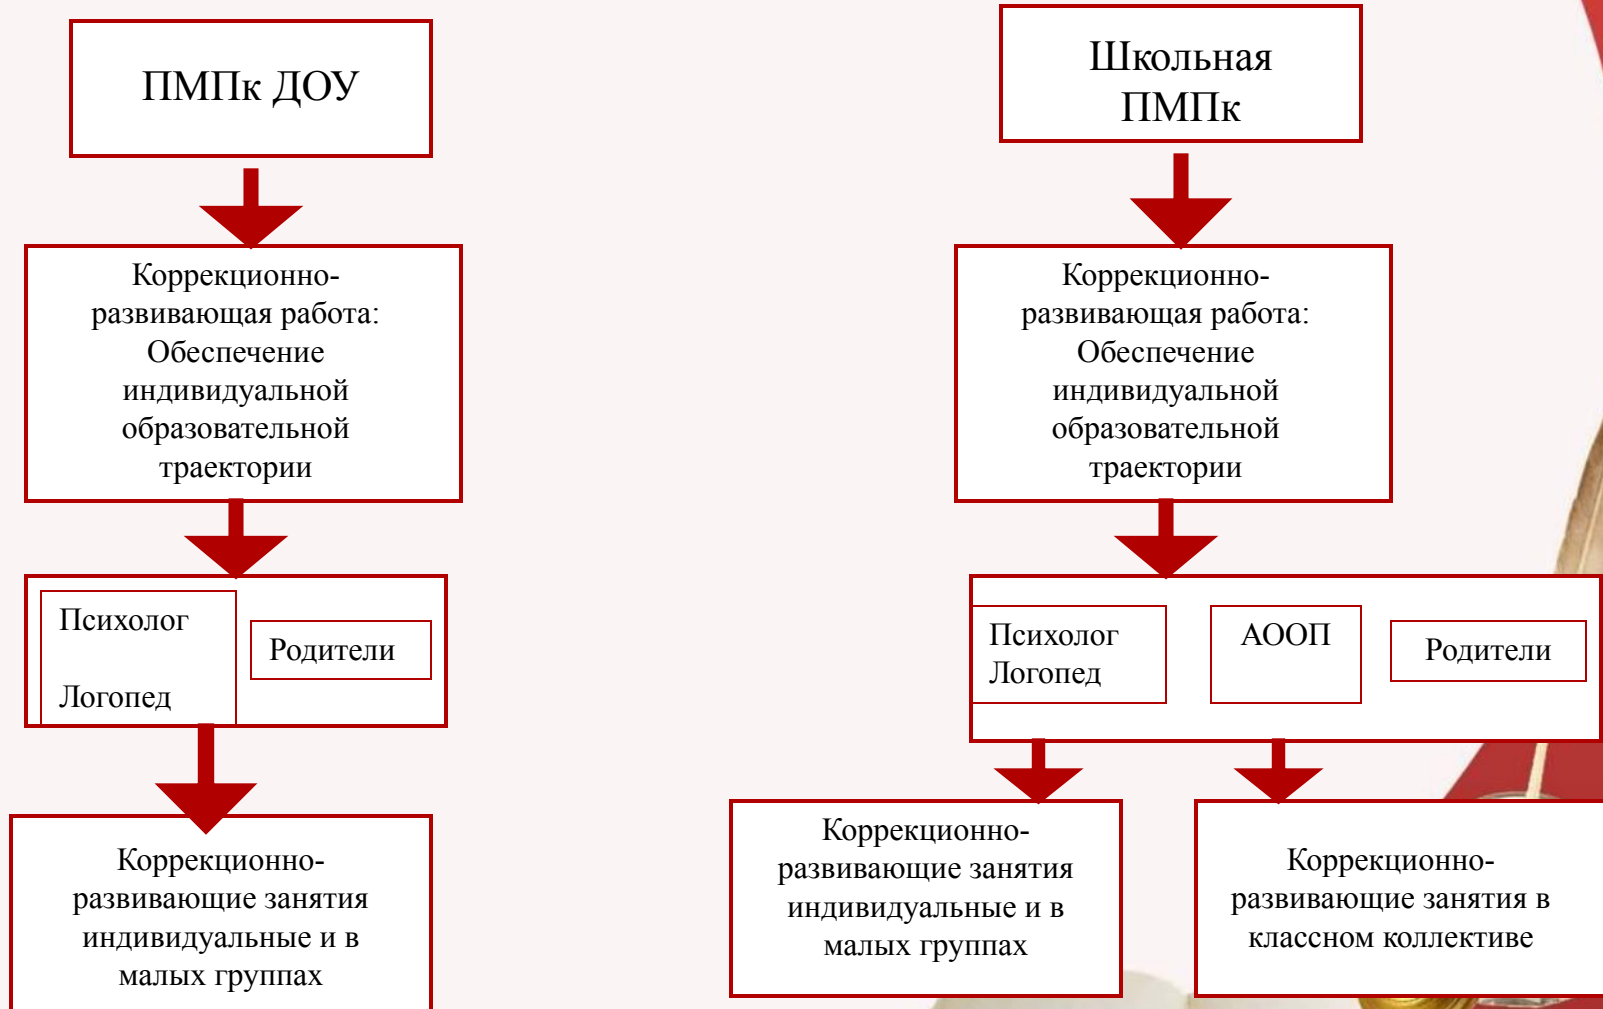 ПМПк ДОУ
Коррекционно-
развивающая работа:
Обеспечение
индивидуальной
образовательной
траектории
Психолог
Логопед
Родители
Коррекционно-
развивающие занятия
индивидуальные и в
малых группах
Школьная
ПМПк
Коррекционно-
развивающая работа:
Обеспечение
индивидуальной
образовательной
траектории
Психолог
Логопед
АООП
Родители
Коррекционно-
развивающие занятия
индивидуальные и в
малых группах
Коррекционно-
развивающие занятия в
классном коллективе